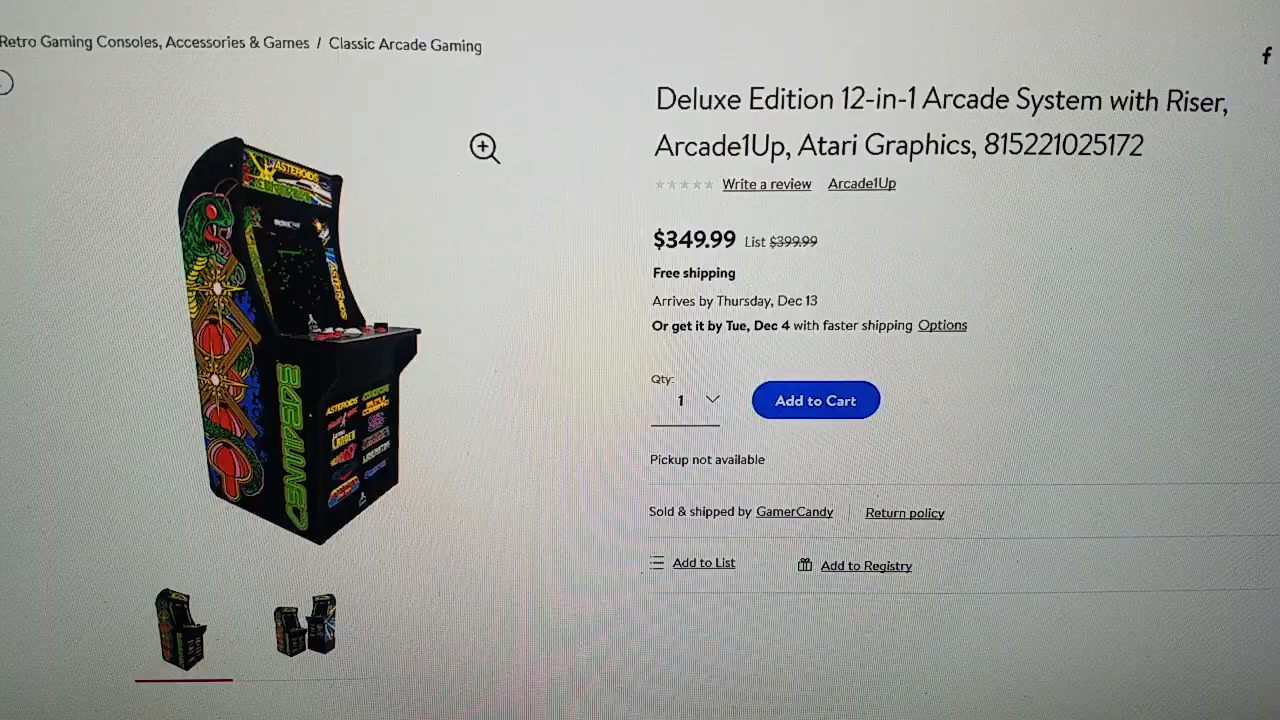 Retro Gaming Consoles, Accessories & Games / Classic Arcade Gaming
f
Deluxe Edition 12-in-1 Arcade System with Riser,
Arcade1Up, Atari Graphics, 815221025172
Write a review Arcade1Up
$349.99 List $399.99
Free shipping
Arrives by Thursday, Dec 13
Or get it by Tue, Dec 4 with faster shipping Options
Qty:
1
Add to Cart
Pickup not available
Sold & shipped by GamerCandy Return policy
Add to List Add to Registry
ASTEROIDS
ASTEROIDS
CENTIPEDE
ASTEROIDS
LANDER